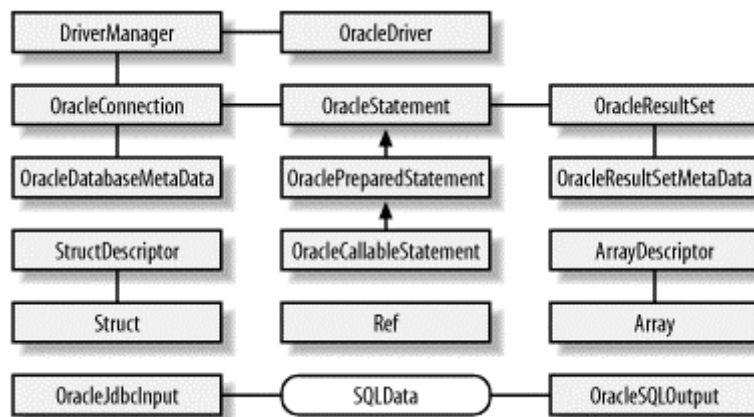 DriverManager
OracleDriver
OracleConnection
OracleStatement
OracleResultSet
OracleDatabaseMetaData
OraclePreparedStatement
OracleResultSetMetaData
StructDescriptor
OracleCallableStatement
ArrayDescriptor
Struct
Ref
Array
OracleJdbcInput
SQLData
OracleSQLOutput